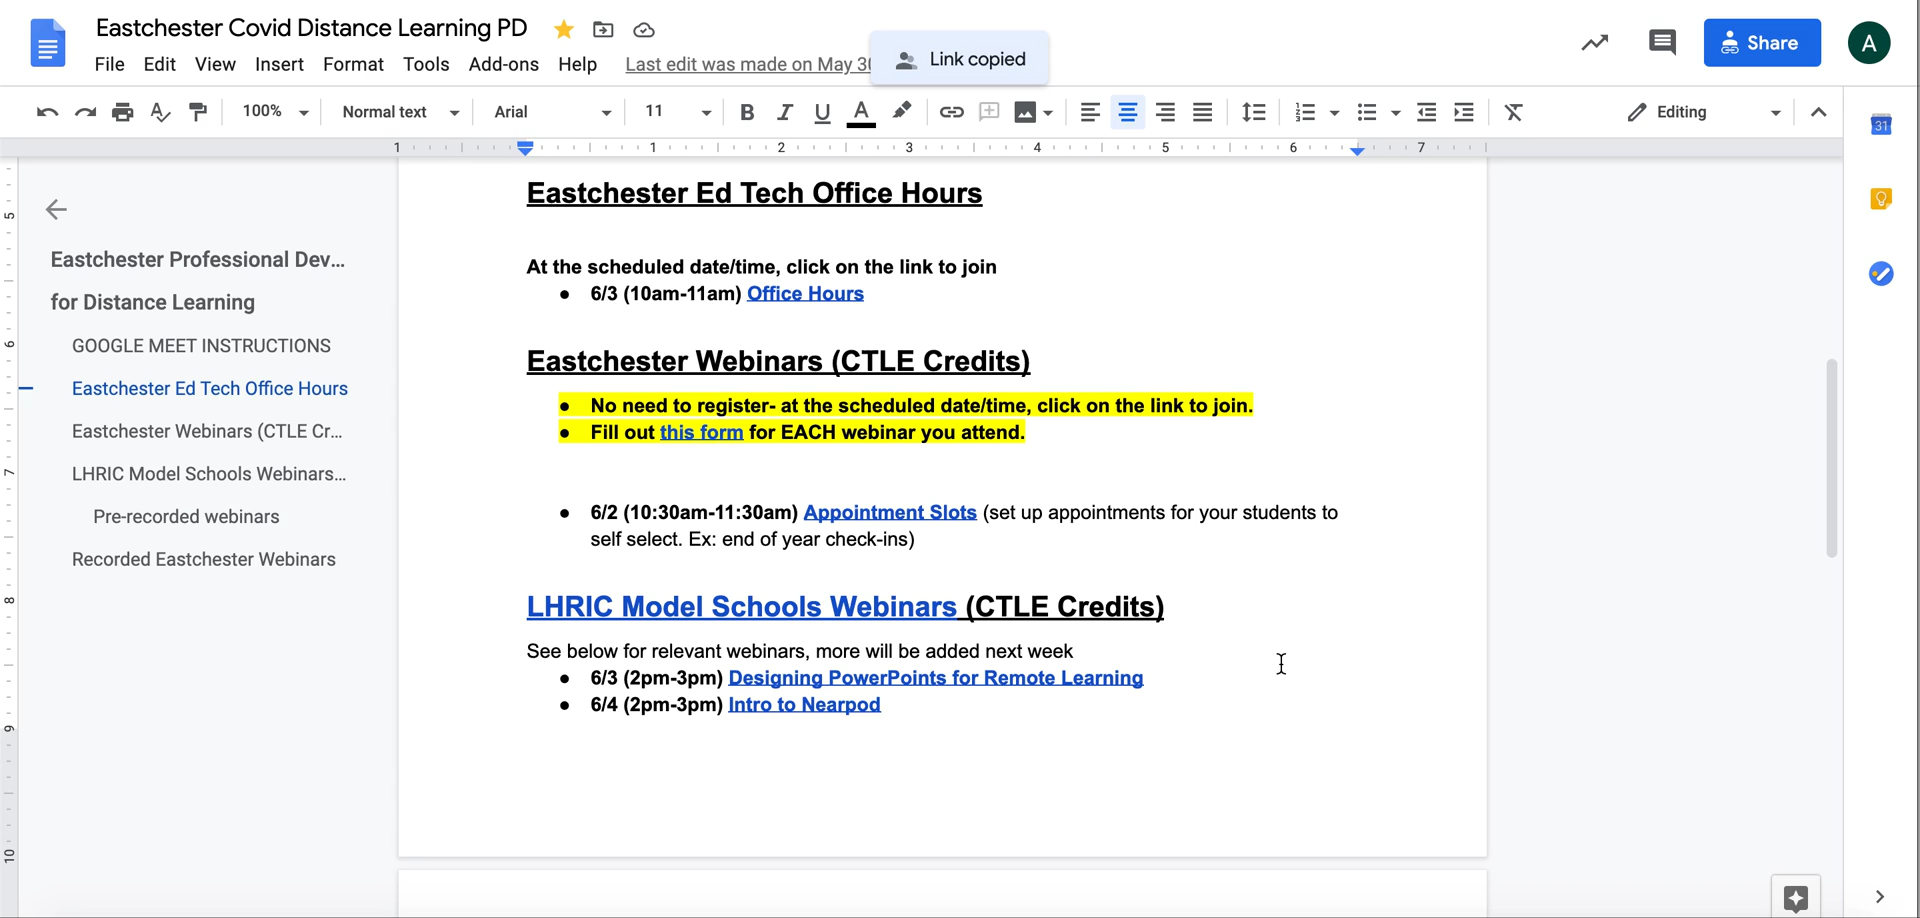 Eastchester Covid Distance Learning PD
File Edit View Insert Format Tools Add-ons Help Last edit was made on May 30
Link copied
Share
A
100% Normal text Arial 11 B I U A Editing
31
1 1 2 3 4 5 6 7
5
6
7
8
9
10
Eastchester Professional Dev...
for Distance Learning
GOOGLE MEET INSTRUCTIONS
Eastchester Ed Tech Office Hours
Eastchester Webinars (CTLE Cr...
LHRIC Model Schools Webinars...
Pre-recorded webinars
Recorded Eastchester Webinars
Eastchester Ed Tech Office Hours
At the scheduled date/time, click on the link to join
● 6/3 (10am-11am) Office Hours
Eastchester Webinars (CTLE Credits)
● No need to register- at the scheduled date/time, click on the link to join.
● Fill out this form for EACH webinar you attend.
● 6/2 (10:30am-11:30am) Appointment Slots (set up appointments for your students to
self select. Ex: end of year check-ins)
LHRIC Model Schools Webinars (CTLE Credits)
See below for relevant webinars, more will be added next week
● 6/3 (2pm-3pm) Designing PowerPoints for Remote Learning
● 6/4 (2pm-3pm) Intro to Nearpod